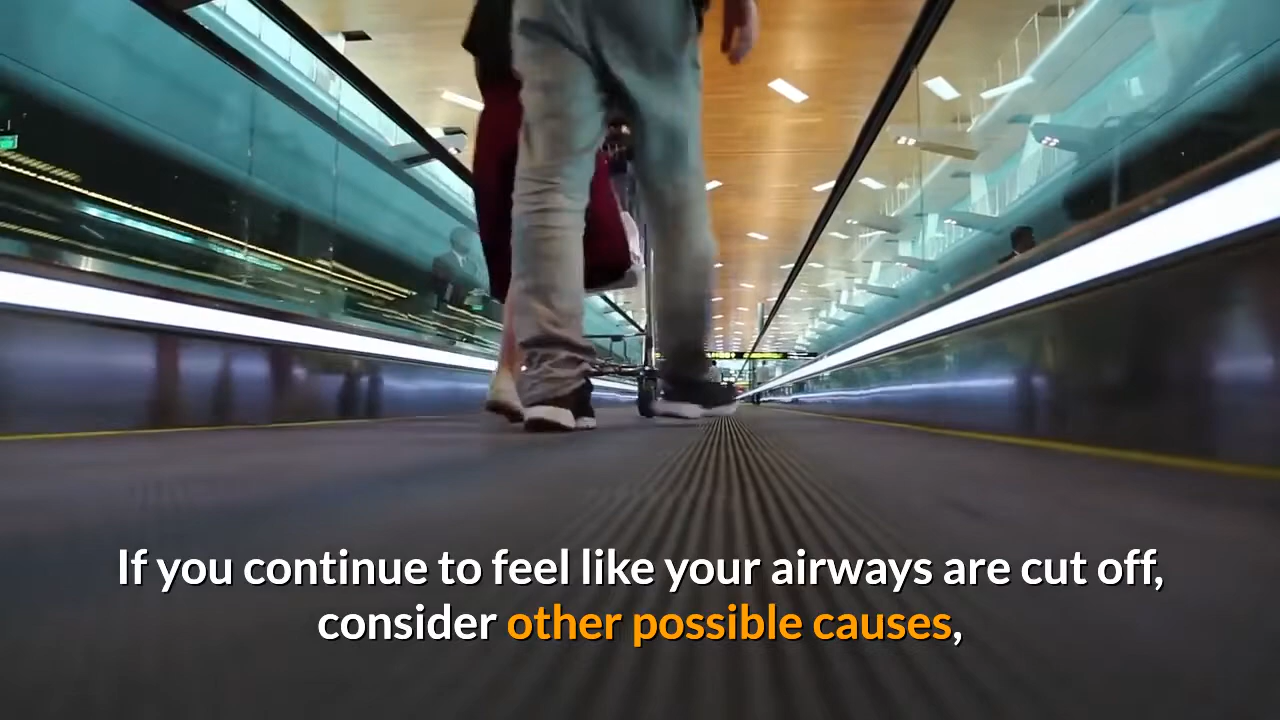 If you continue to feel like your airways are cut off,
consider other possible causes,